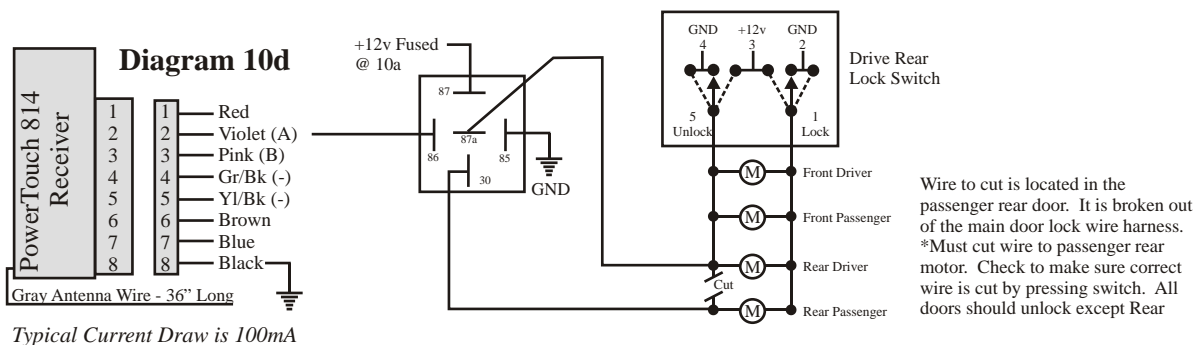 Diagram 10d
PowerTouch 814
Receiver
1
2
3
4
5
6
7
8
1 Red
2 Violet (A)
3 Pink (B)
4 Gr/Bk (-)
5 Yl/Bk (-)
6 Brown
7 Blue
8 Black
Gray Antenna Wire - 36” Long
Typical Current Draw is 100mA
+12v Fused
@ 10a
87
87a
86
85
30
GND
GND +12v GND
4 3 2
5 1
Unlock Lock
Drive Rear
Lock Switch
M Front Driver
M Front Passenger
M Rear Driver
Cut
M Rear Passenger
Wire to cut is located in the
passenger rear door. It is broken out
of the main door lock wire harness.
*Must cut wire to passenger rear
motor. Check to make sure correct
wire is cut by pressing switch. All
doors should unlock except Rear